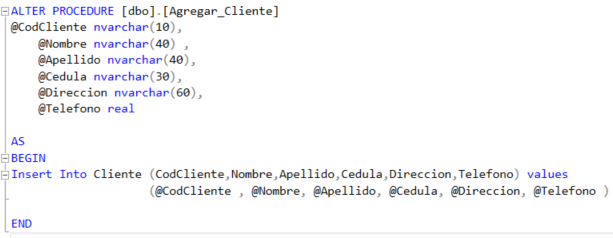 ALTER PROCEDURE [dbo].[Agregar_Cliente]
@CodCliente nvarchar(10),
@Nombre nvarchar(40) ,
@Apellido nvarchar(40),
@Cedula nvarchar(30),
@Direccion nvarchar(60),
@Telefono real
AS
BEGIN
Insert Into Cliente (CodCliente,Nombre,Apellido,Cedula,Direccion,Telefono) values
(@CodCliente , @Nombre, @Apellido, @Cedula, @Direccion, @Telefono )
END